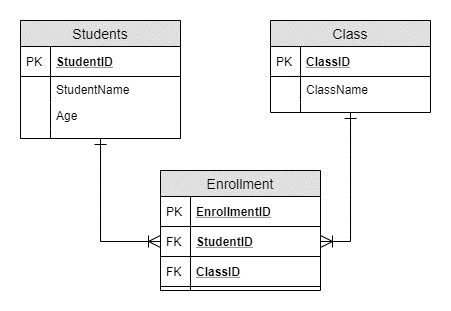 Students
PK StudentID
StudentName
Age
Class
PK ClassID
ClassName
Enrollment
PK EnrollmentID
FK StudentID
FK ClassID